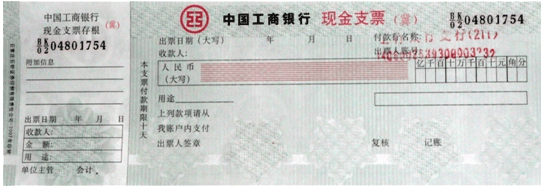 中国工商银行
现金支票存根 (冀)
BK
02 04801754
附加信息
出票日期 年 月 日
收款人:
金 额:
用 途:
单位主管 会计
本支票付款期限十天
中国工商银行 现金支票 (冀) BK
02 04801754
出票日期(大写) 年 月 日 付款行名称:
收款人: 出票人账号:
人民币
(大写)
亿 千 百 十 万 千 百 十 元 角 分
用途
上列款项请从
我账户内支付
出票人签章 复核 记账